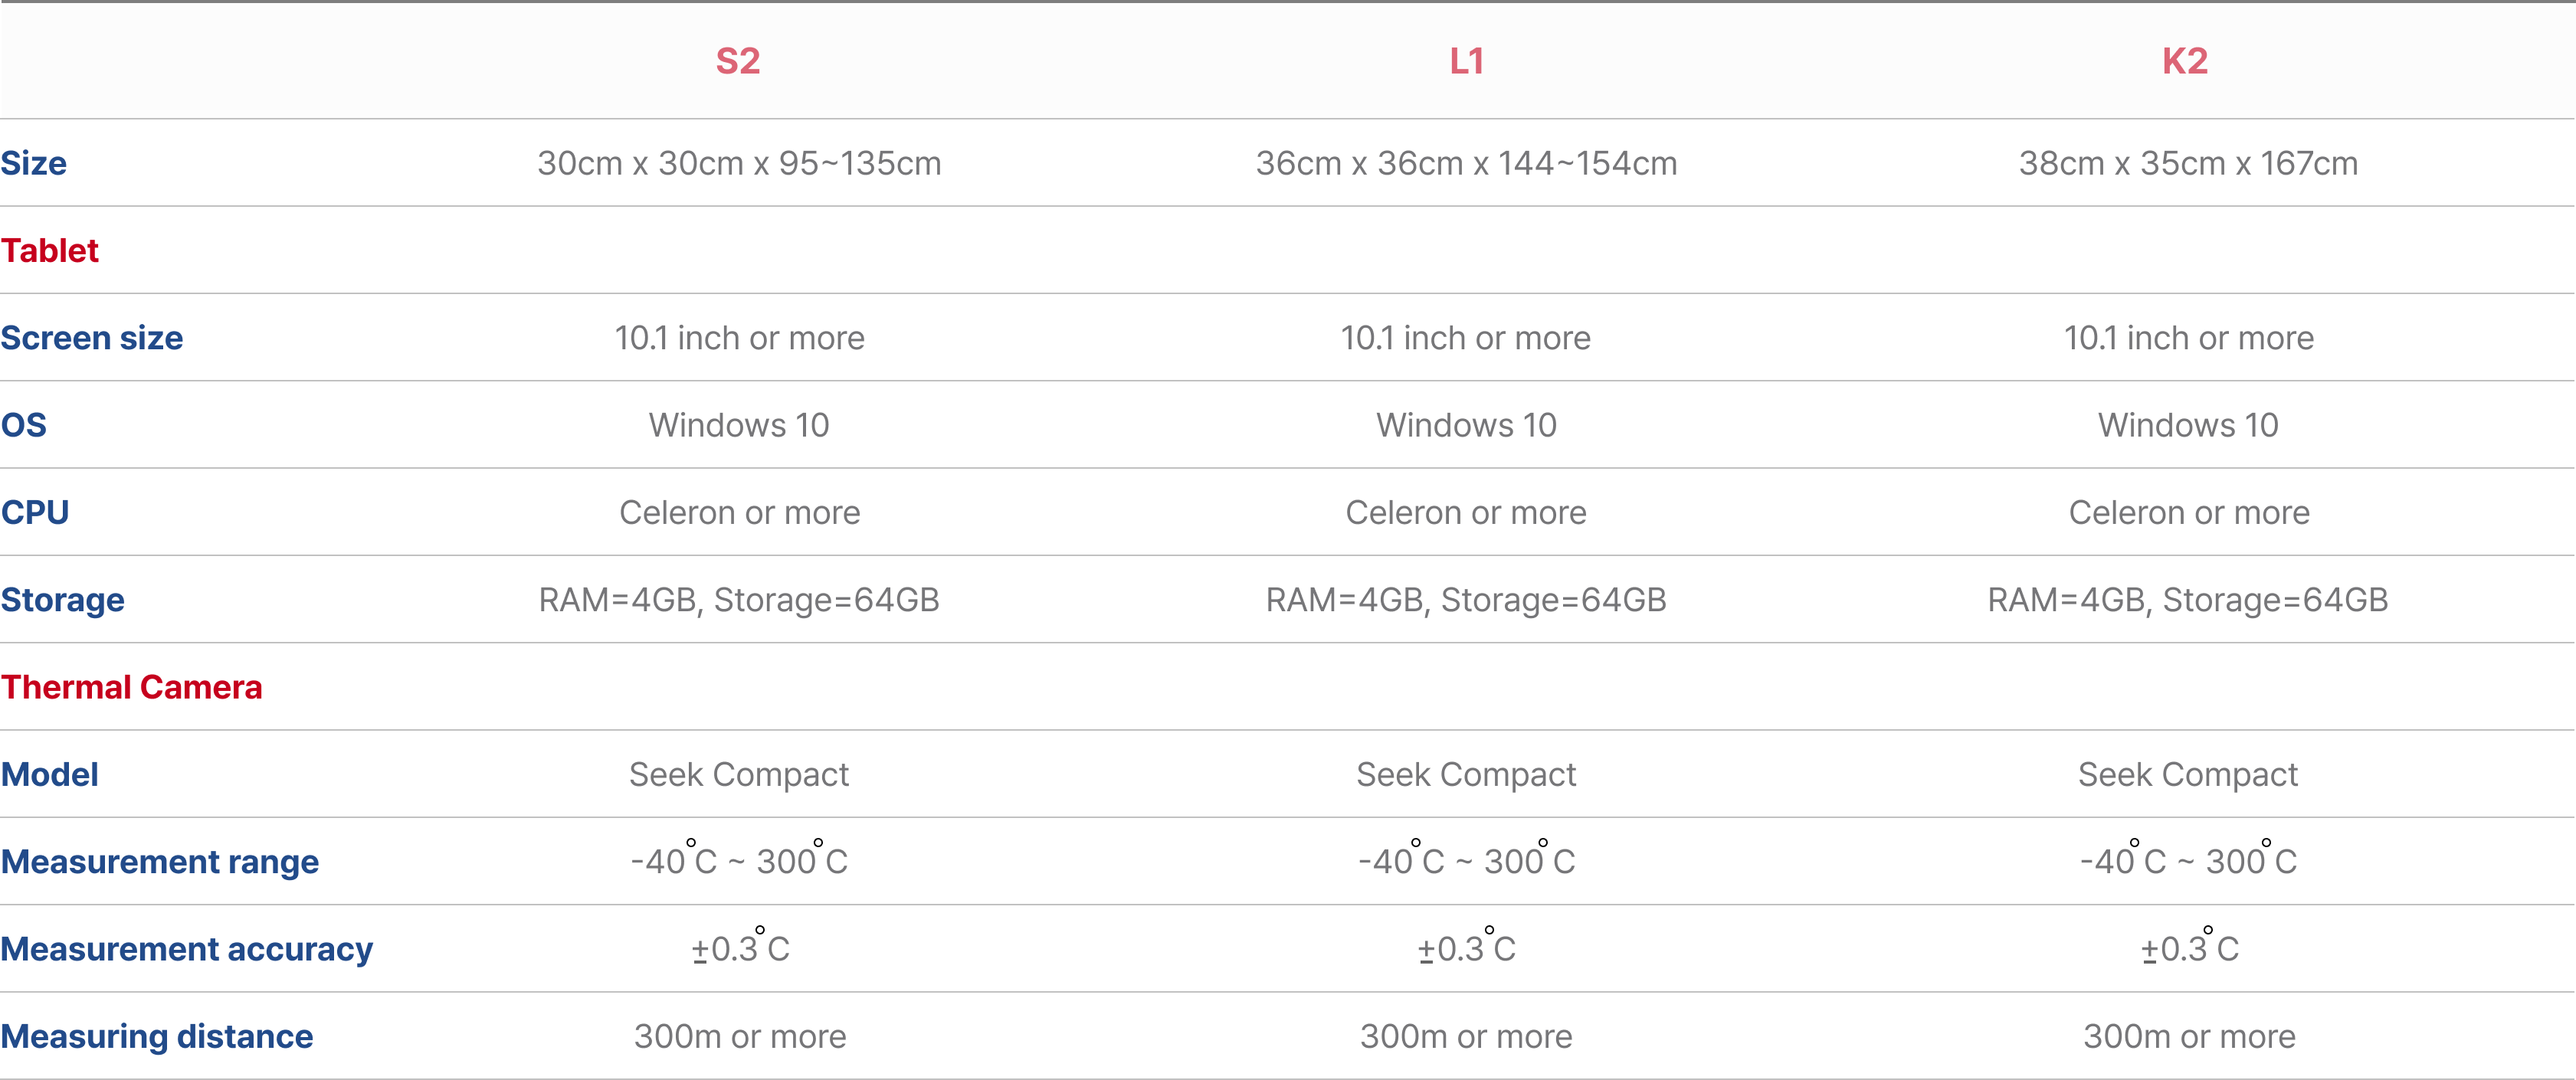 S2 L1 K2
Size 30cm x 30cm x 95~135cm 36cm x 36cm x 144~154cm 38cm x 35cm x 167cm
Tablet
Screen size 10.1 inch or more 10.1 inch or more 10.1 inch or more
OS Windows 10 Windows 10 Windows 10
CPU Celeron or more Celeron or more Celeron or more
Storage RAM=4GB, Storage=64GB RAM=4GB, Storage=64GB RAM=4GB, Storage=64GB
Thermal Camera
Model Seek Compact Seek Compact Seek Compact
Measurement range -40°C ~ 300°C -40°C ~ 300°C -40°C ~ 300°C
Measurement accuracy ±0.3°C ±0.3°C ±0.3°C
Measuring distance 300m or more 300m or more 300m or more